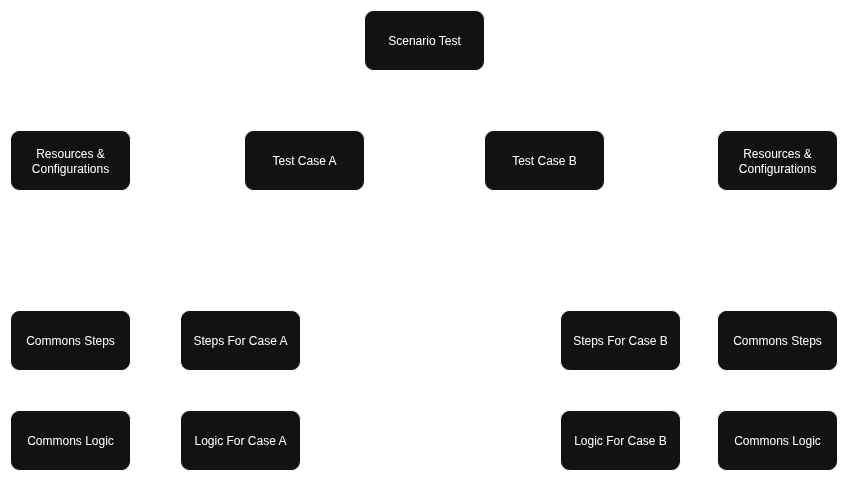 Scenario Test
Resources &
Configurations
Test Case A
Test Case B
Resources &
Configurations
Commons Steps
Steps For Case A
Steps For Case B
Commons Steps
Commons Logic
Logic For Case A
Logic For Case B
Commons Logic